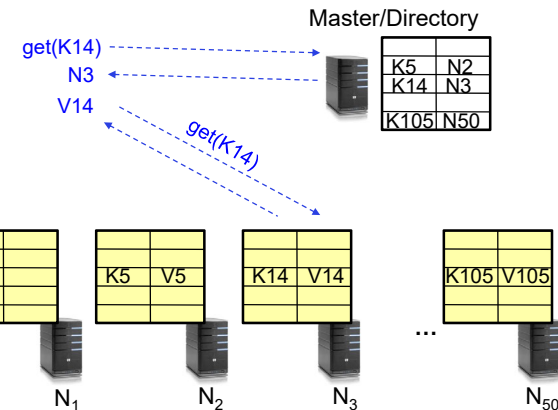 Master/Directory
get(K14)
N3
V14
K5 N2
K14 N3
K105 N50
get(K14)
K5 V5
K14 V14
K105 V105
...
N1
N2
N3
N50